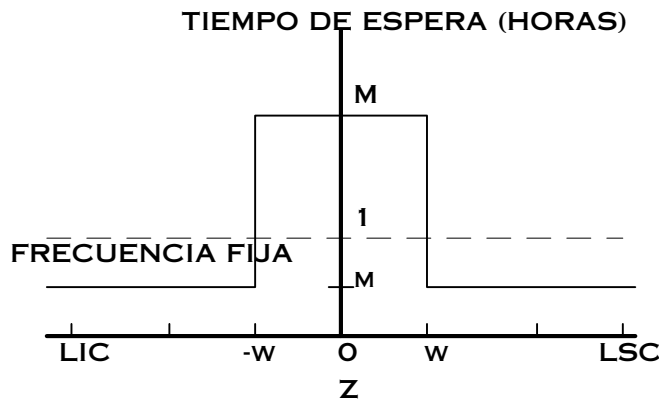 TIEMPO DE ESPERA (HORAS)
M
1
FRECUENCIA FIJA
m
LIC -w 0 w LSC
z